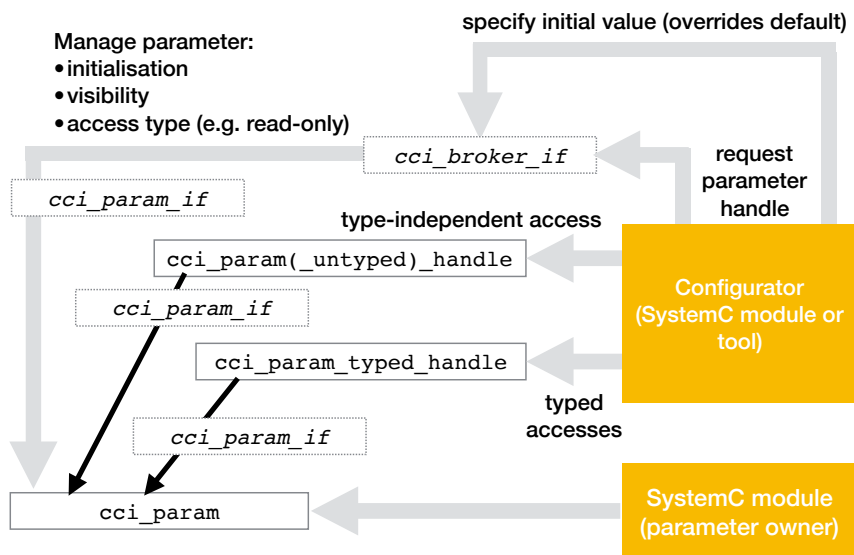 specify initial value (overrides default)
Manage parameter:
•initialisation
•visibility
•access type (e.g. read-only)
cci_broker_if
request
parameter
handle
cci_param_if
type-independent access
cci_param(_untyped)_handle
Configurator
(SystemC module or
tool)
cci_param_if
cci_param_typed_handle
typed
accesses
cci_param_if
cci_param
SystemC module
(parameter owner)